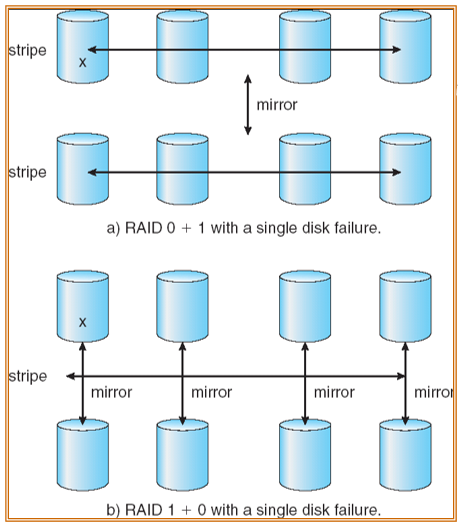 stripe
x
mirror
stripe
a) RAID 0 + 1 with a single disk failure.
x
stripe
mirror mirror mirror mirror
b) RAID 1 + 0 with a single disk failure.